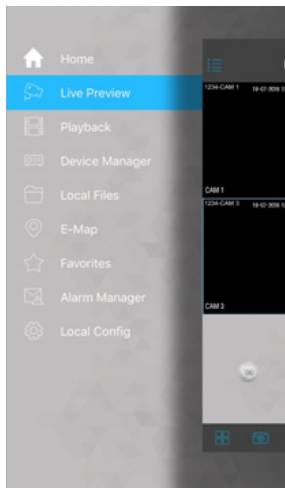 Home
Live Preview
Playback
Device Manager
Local Files
E-Map
Favorites
Alarm Manager
Local Config
1234-CAM 1
CAM 1
1234-CAM 3
CAM 3